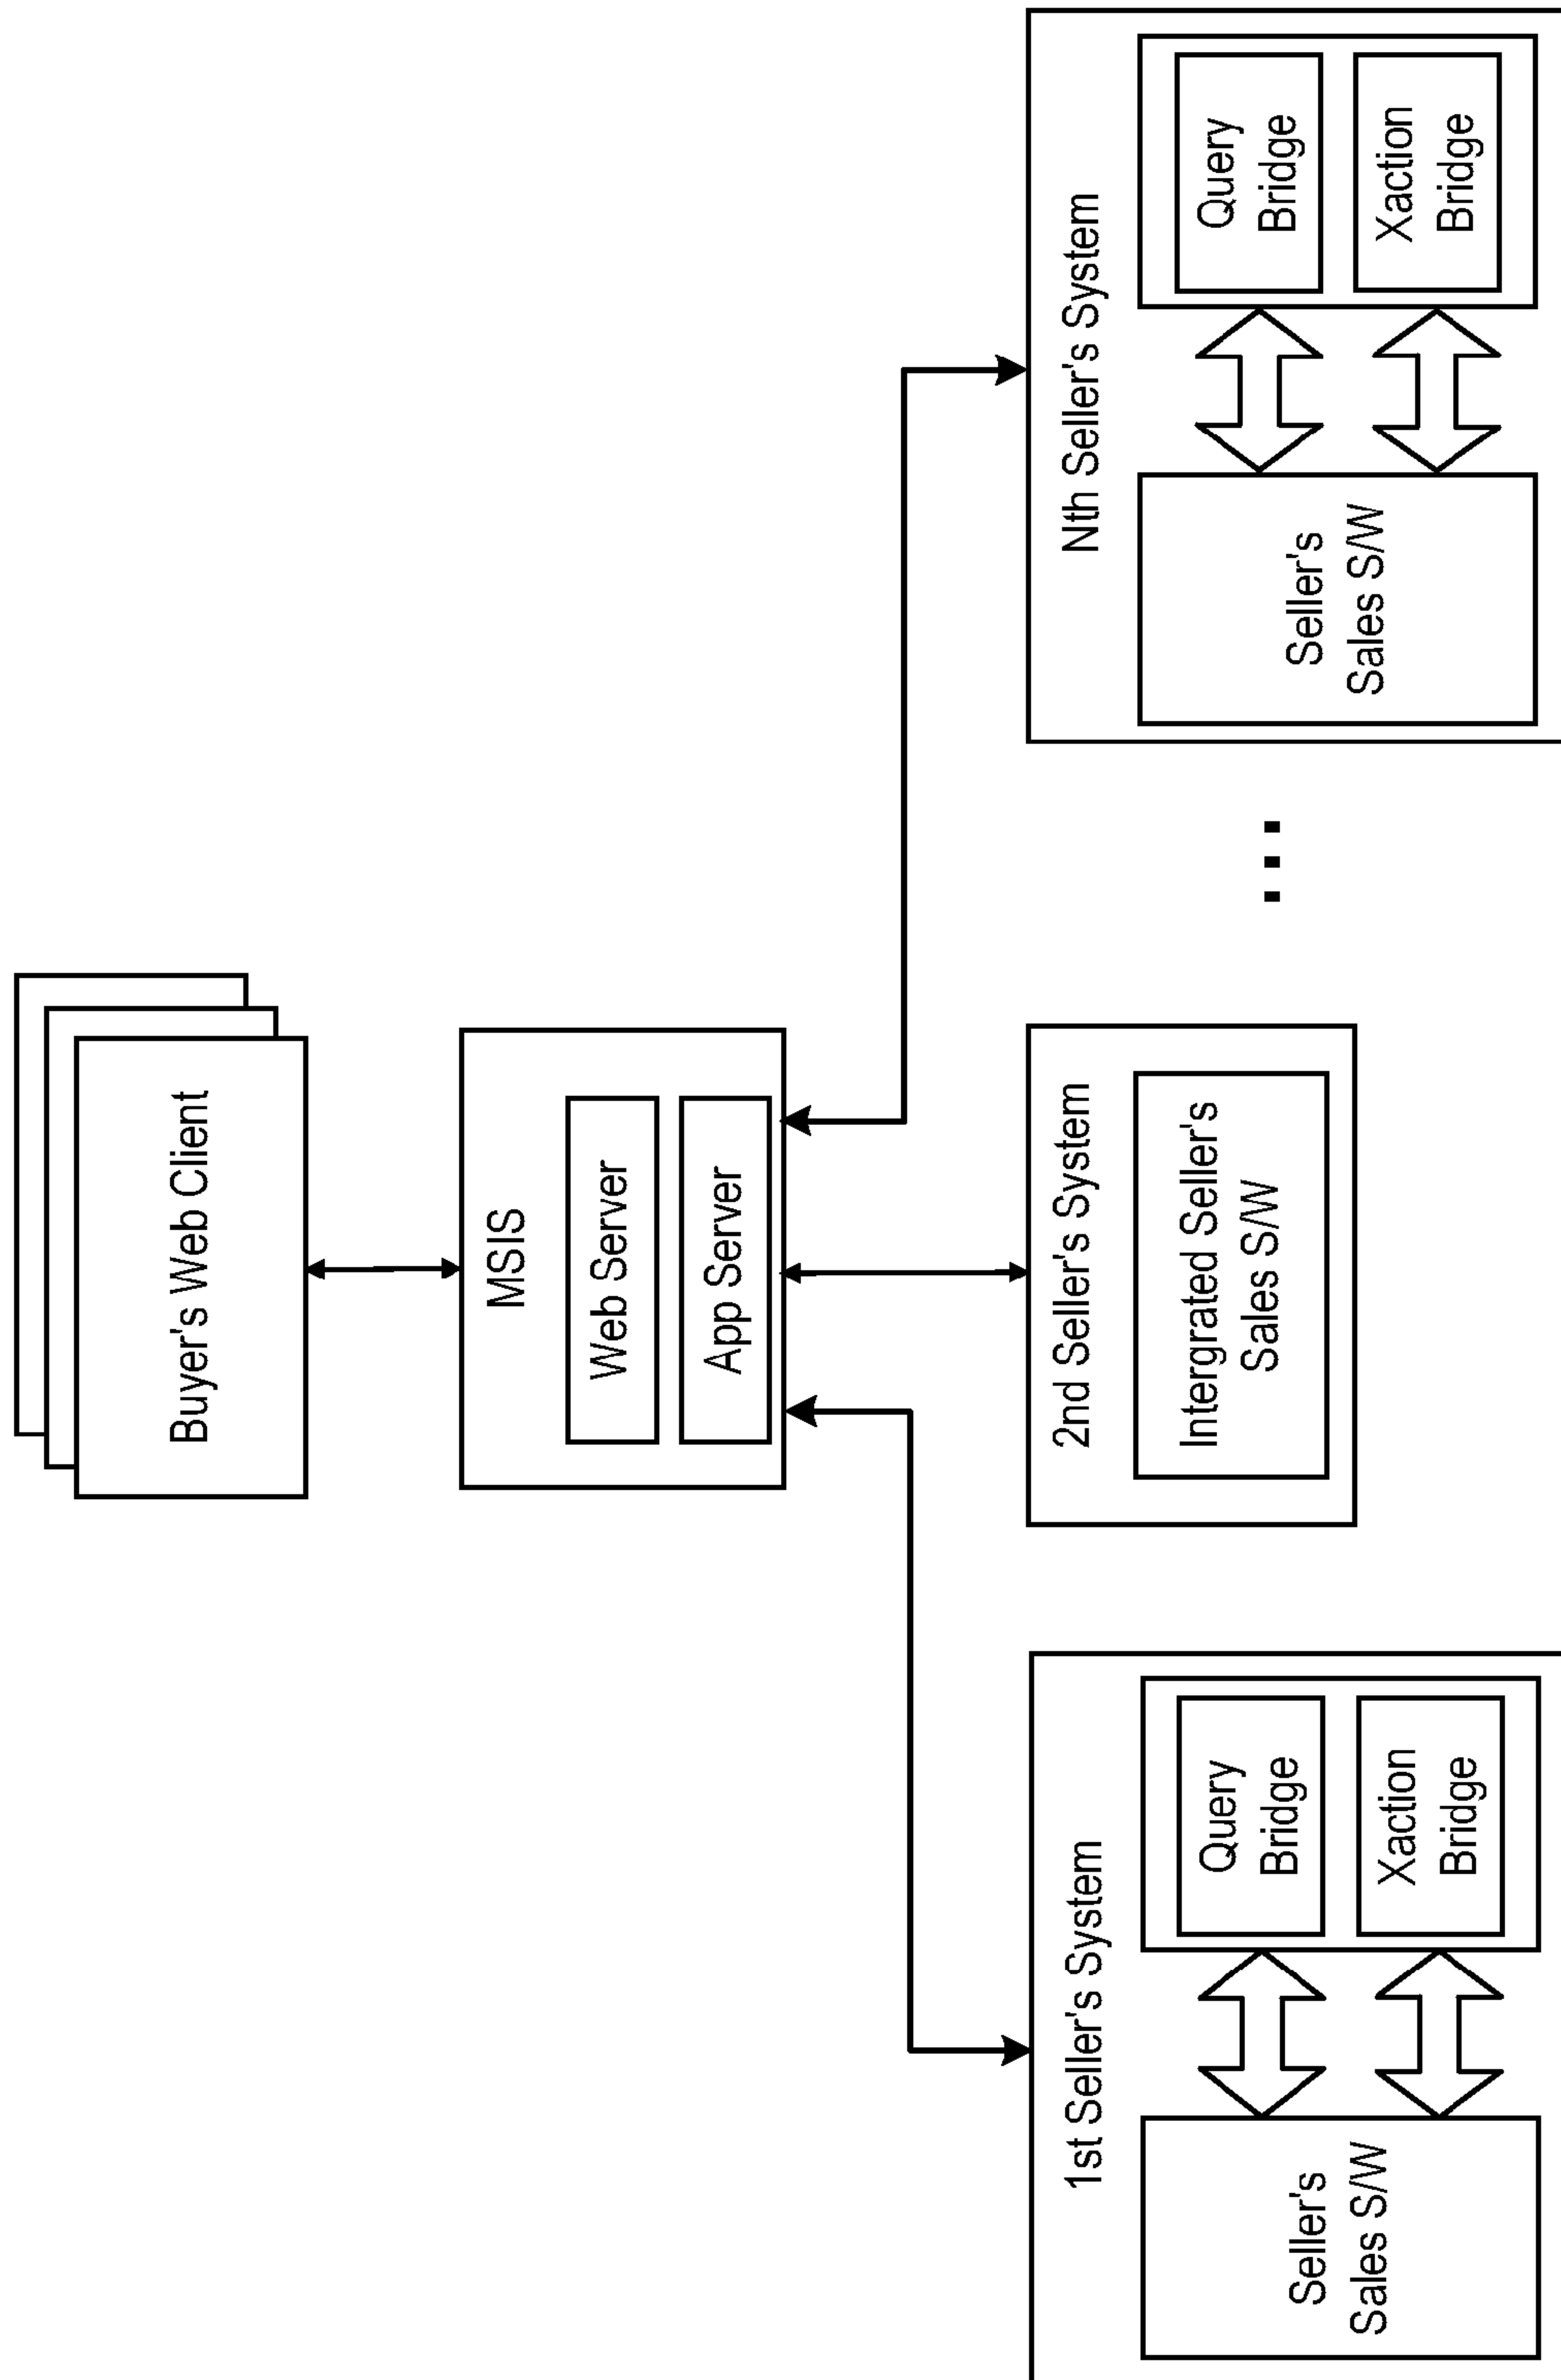 Buyer's Web Client
MSIS
Web Server
App Server
1st Seller's System
Seller's
Sales S/W
Query
Bridge
Xaction
Bridge
2nd Seller's System
Intergrated Seller's
Sales S/W
Nth Seller's System
Seller's
Sales S/W
Query
Bridge
Xaction
Bridge